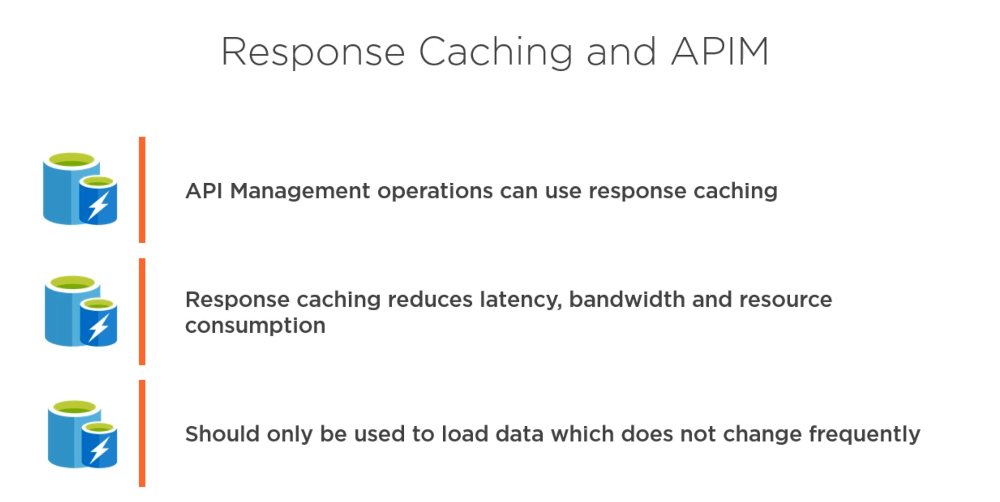 Response Caching and APIM
API Management operations can use response caching
Response caching reduces latency, bandwidth and resource
consumption
Should only be used to load data which does not change frequently